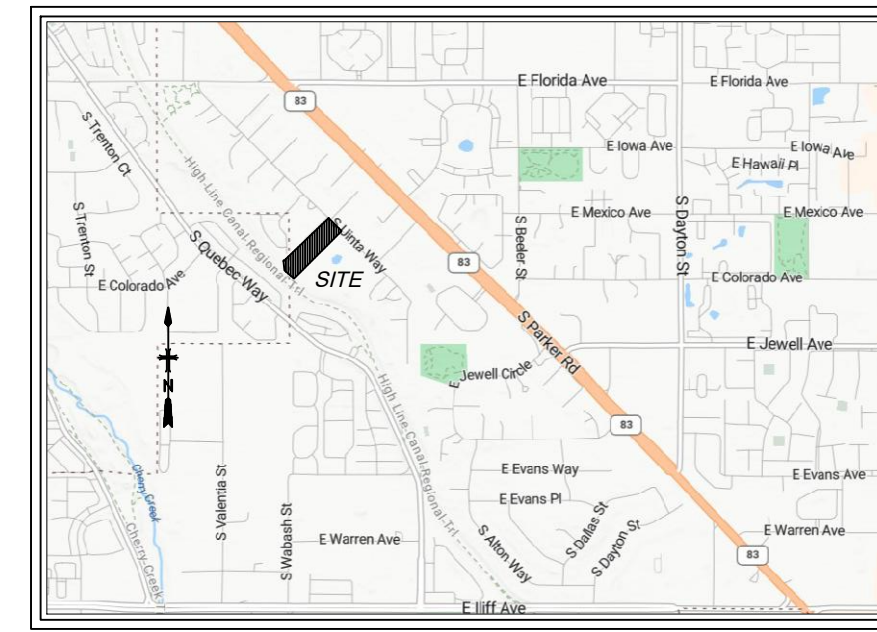 E Florida Ave
E Florida Ave
83
S Trenton Ct
E Iowa Ave
E Iowa Ave
E Hawaii Pl
High Line Canal Regional Trl
S Trenton St
S Quebec Way
S Uinta Way
S Beeler St
E Mexico Ave
S Dayton St
E Mexico Ave
SITE
83
E Colorado Ave
E Colorado Ave
S Parker Rd
E Jewell Ave
N
E Jewell Circle
High Line Canal Regional Trl
83
Cherry Creek
S Valentia St
E Evans Way
E Evans Ave
E Evans Pl
S Wabash St
S Dallas St
S Dayton St
E Warren Ave
E Warren Ave
S Alton Way
83
Cherry Creek T
E Iliff Ave